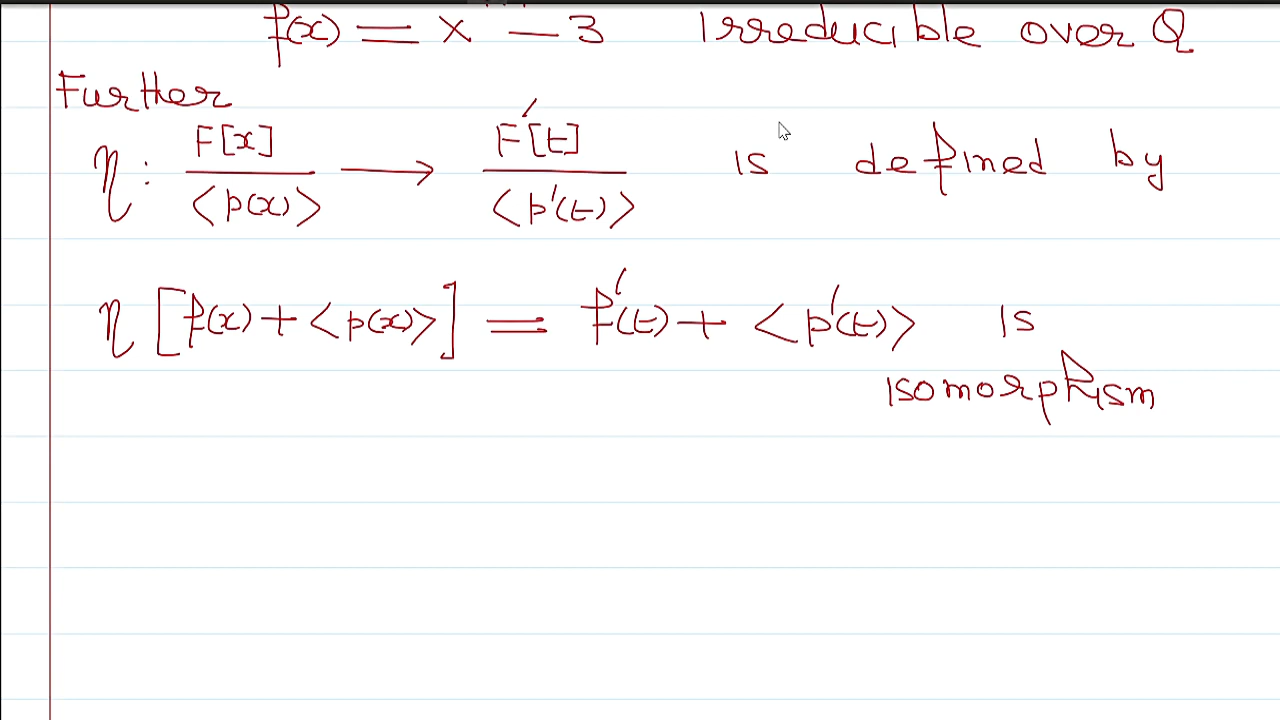 f(x) = x − 3 Irreducible over Q
Further
η : F[x] / <p(x)> ⟶ F'[t] / <p'(t)> is defined by
η [f(x) + <p(x)>] = f'(t) + <p'(t)> is
isomorphism